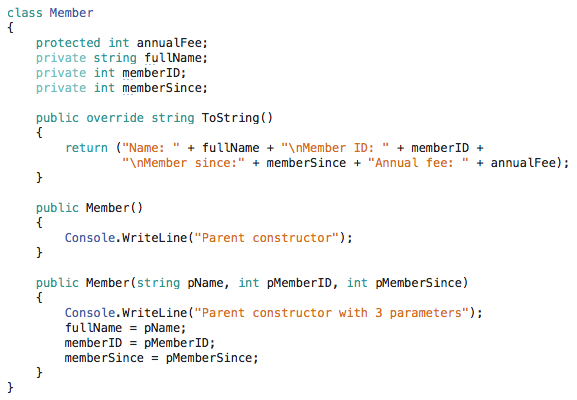 class Member
{
    protected int annualFee;
    private string fullName;
    private int memberID;
    private int memberSince;

    public override string ToString()
    {
        return ("Name: " + fullName + "\nMember ID: " + memberID +
                "\nMember since:" + memberSince + "Annual fee: " + annualFee);
    }

    public Member()
    {
        Console.WriteLine("Parent constructor");
    }

    public Member(string pName, int pMemberID, int pMemberSince)
    {
        Console.WriteLine("Parent constructor with 3 parameters");
        fullName = pName;
        memberID = pMemberID;
        memberSince = pMemberSince;
    }
}